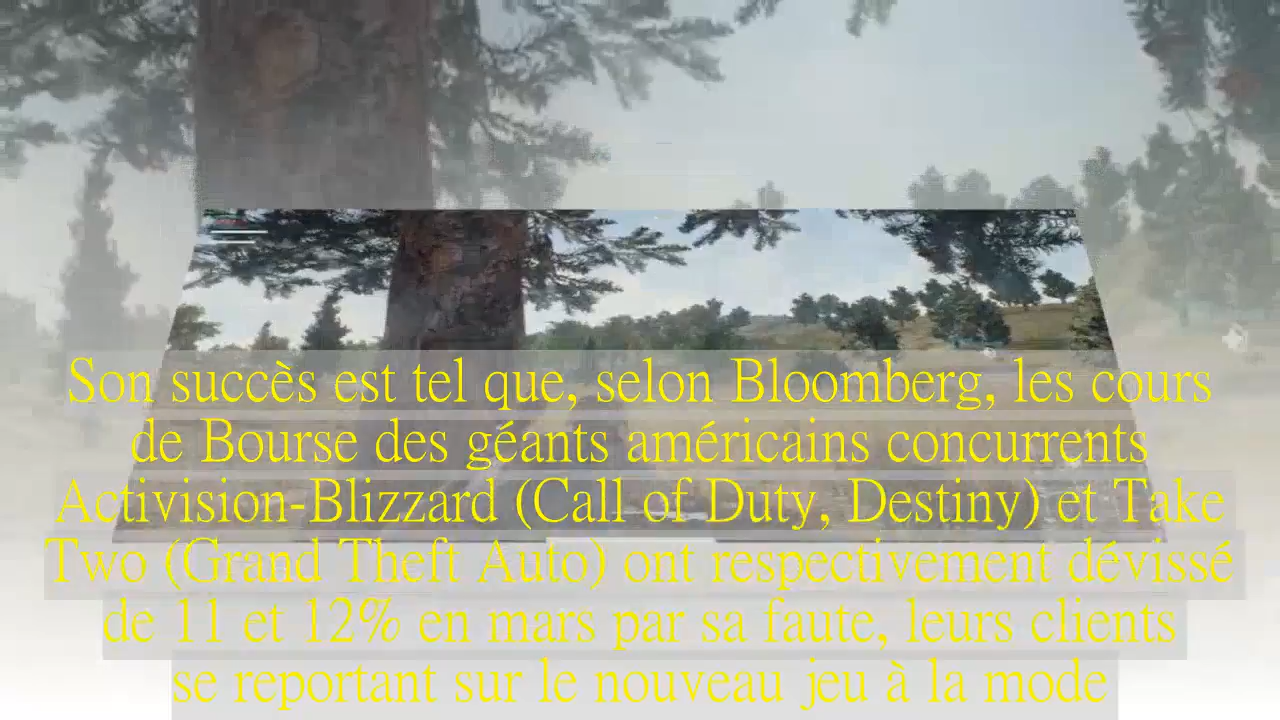 Son succès est tel que, selon Bloomberg, les cours
de Bourse des géants américains concurrents
Activision-Blizzard (Call of Duty, Destiny) et Take
Two (Grand Theft Auto) ont respectivement dévissé
de 11 et 12% en mars par sa faute, leurs clients
se reportant sur le nouveau jeu à la mode